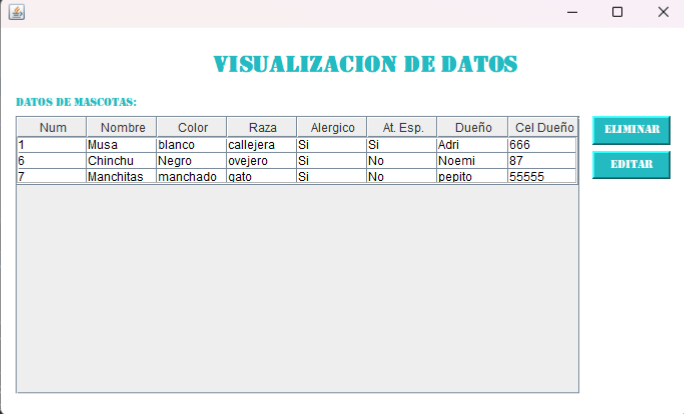 VISUALIZACION DE DATOS
DATOS DE MASCOTAS:
Num Nombre Color Raza Alergico At. Esp. Dueño Cel Dueño
1 Musa blanco callejera Si Si Adri 666
6 Chinchu Negro ovejero Si No Noemi 87
7 Manchitas manchado gato Si No pepito 55555
ELIMINAR
EDITAR